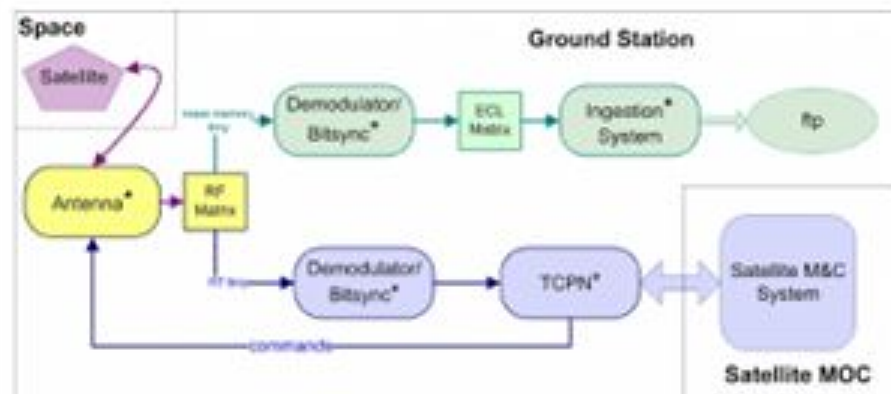 Space
Ground Station
Satellite
Demodulator/
Bitsync*
ECL
Matrix
Ingestion*
System
ftp
Antenna*
RF
Matrix
Demodulator/
Bitsync*
TCPN*
Satellite M&C
System
commands
Satellite MOC